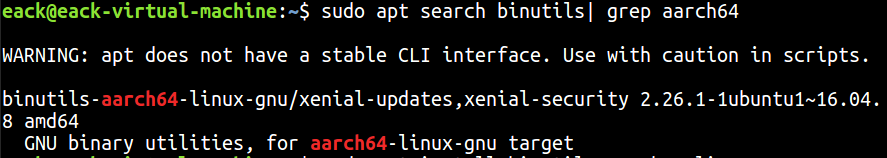 eack@eack-virtual-machine:~$ sudo apt search binutils| grep aarch64
WARNING: apt does not have a stable CLI interface. Use with caution in scripts.
binutils-aarch64-linux-gnu/xenial-updates,xenial-security 2.26.1-1ubuntu1~16.04.
8 amd64
  GNU binary utilities, for aarch64-linux-gnu target